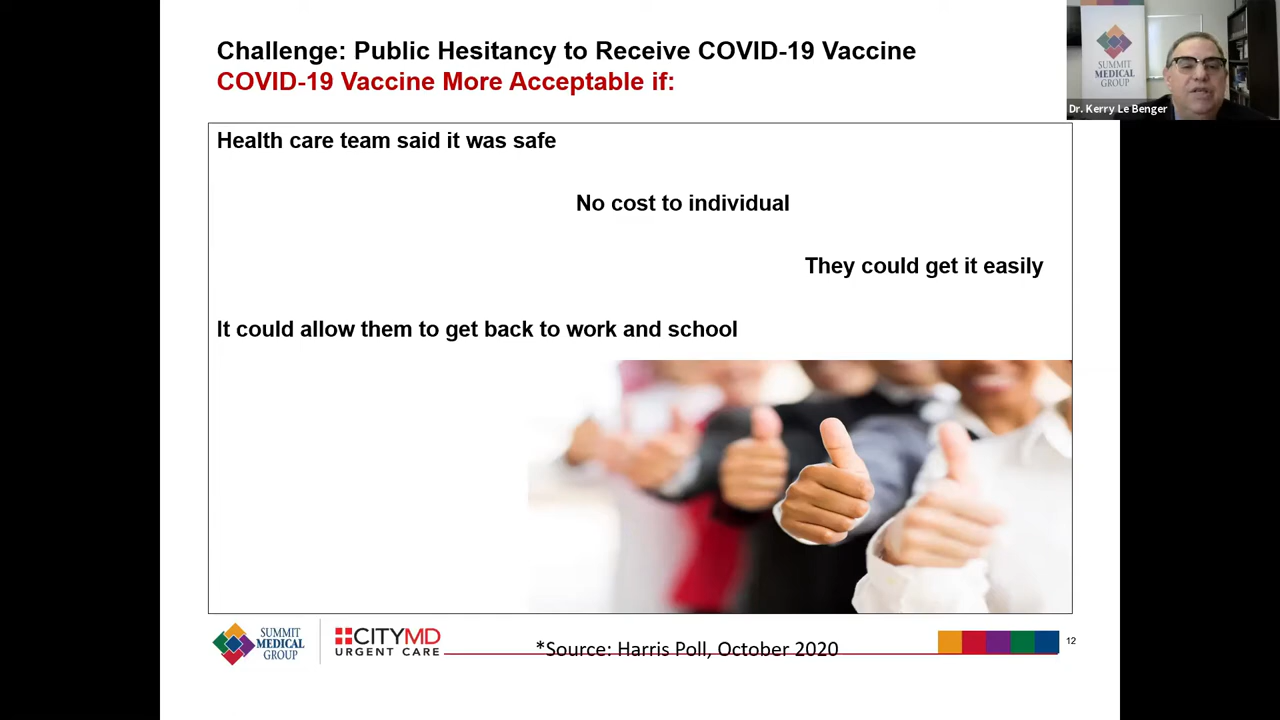 Challenge: Public Hesitancy to Receive COVID-19 Vaccine
COVID-19 Vaccine More Acceptable if:
SUMMIT
MEDICAL
GROUP
Dr. Kerry Le Benger
Health care team said it was safe
No cost to individual
They could get it easily
It could allow them to get back to work and school
SUMMIT
MEDICAL
GROUP
CITYMD
URGENT CARE
*Source: Harris Poll, October 2020
12